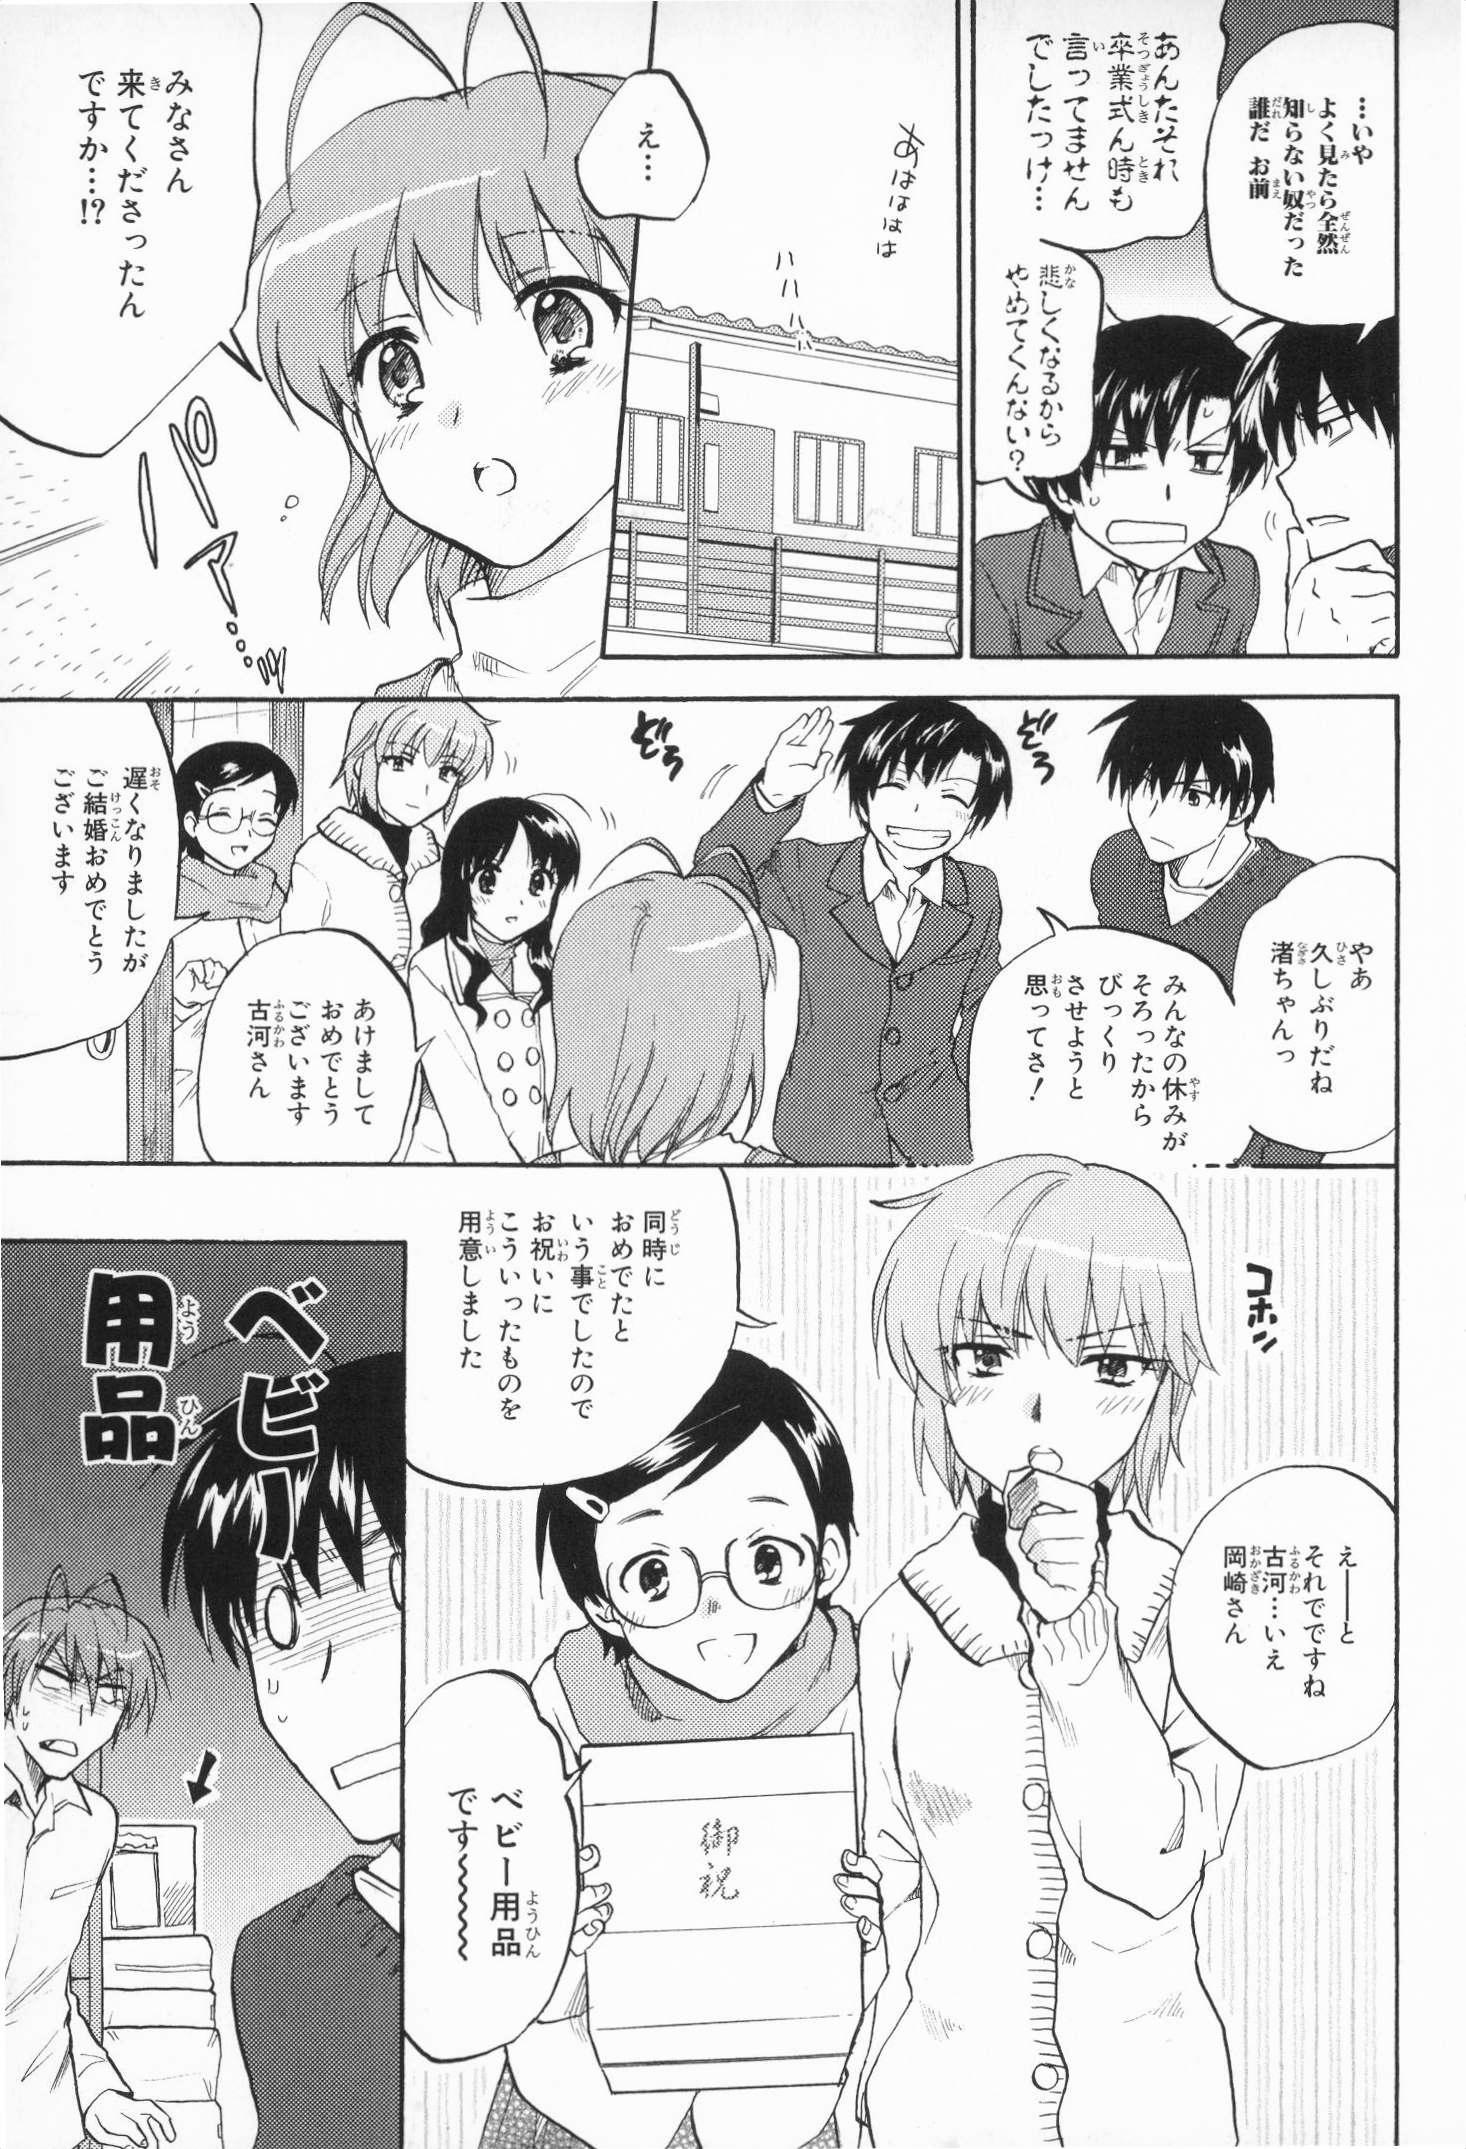 …いや
よく見たら全然
知らない奴だった
誰だ お前
あんたそれ
卒業式ん時も
言ってません
でしたっけ…
悲しくなるから
やめてくんない？
あはははは
ハハハハ
え…
みなさん
来てくださったん
ですか…!?
パァ…
やあ
久しぶりだね
渚ちゃんっ
みんなの休みが
そろったから
びっくり
させようと
思ってさ！
ぞろ
ぞろ
あけまして
おめでとう
ございます
古河さん
遅くなりましたが
ご結婚おめでとう
ございます
コホン
えーーと
それでですね
古河…いえ
岡崎さん
同時に
おめでたと
いう事でしたので
お祝いに
こういったものを
用意しました
御祝
ベビー用品
です〜〜〜〜
ベビー
用品